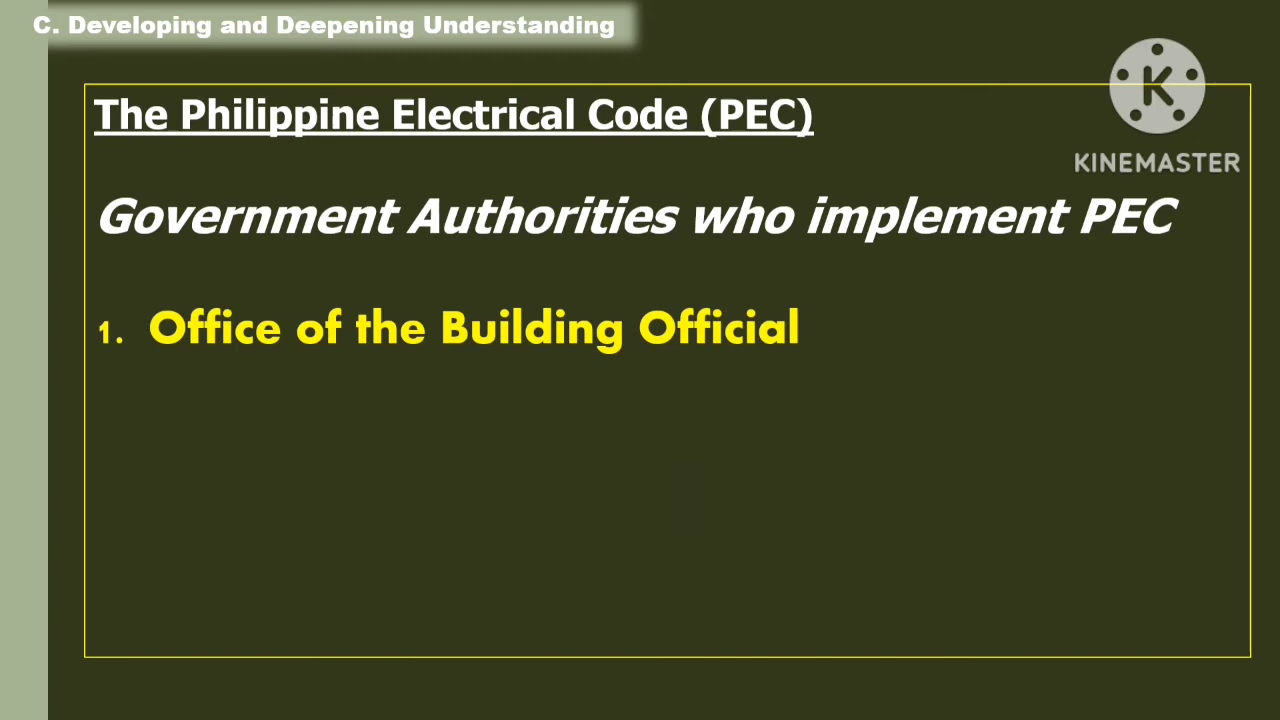 C. Developing and Deepening Understanding
The Philippine Electrical Code (PEC)
K
KINEMASTER
Government Authorities who implement PEC
1. Office of the Building Official